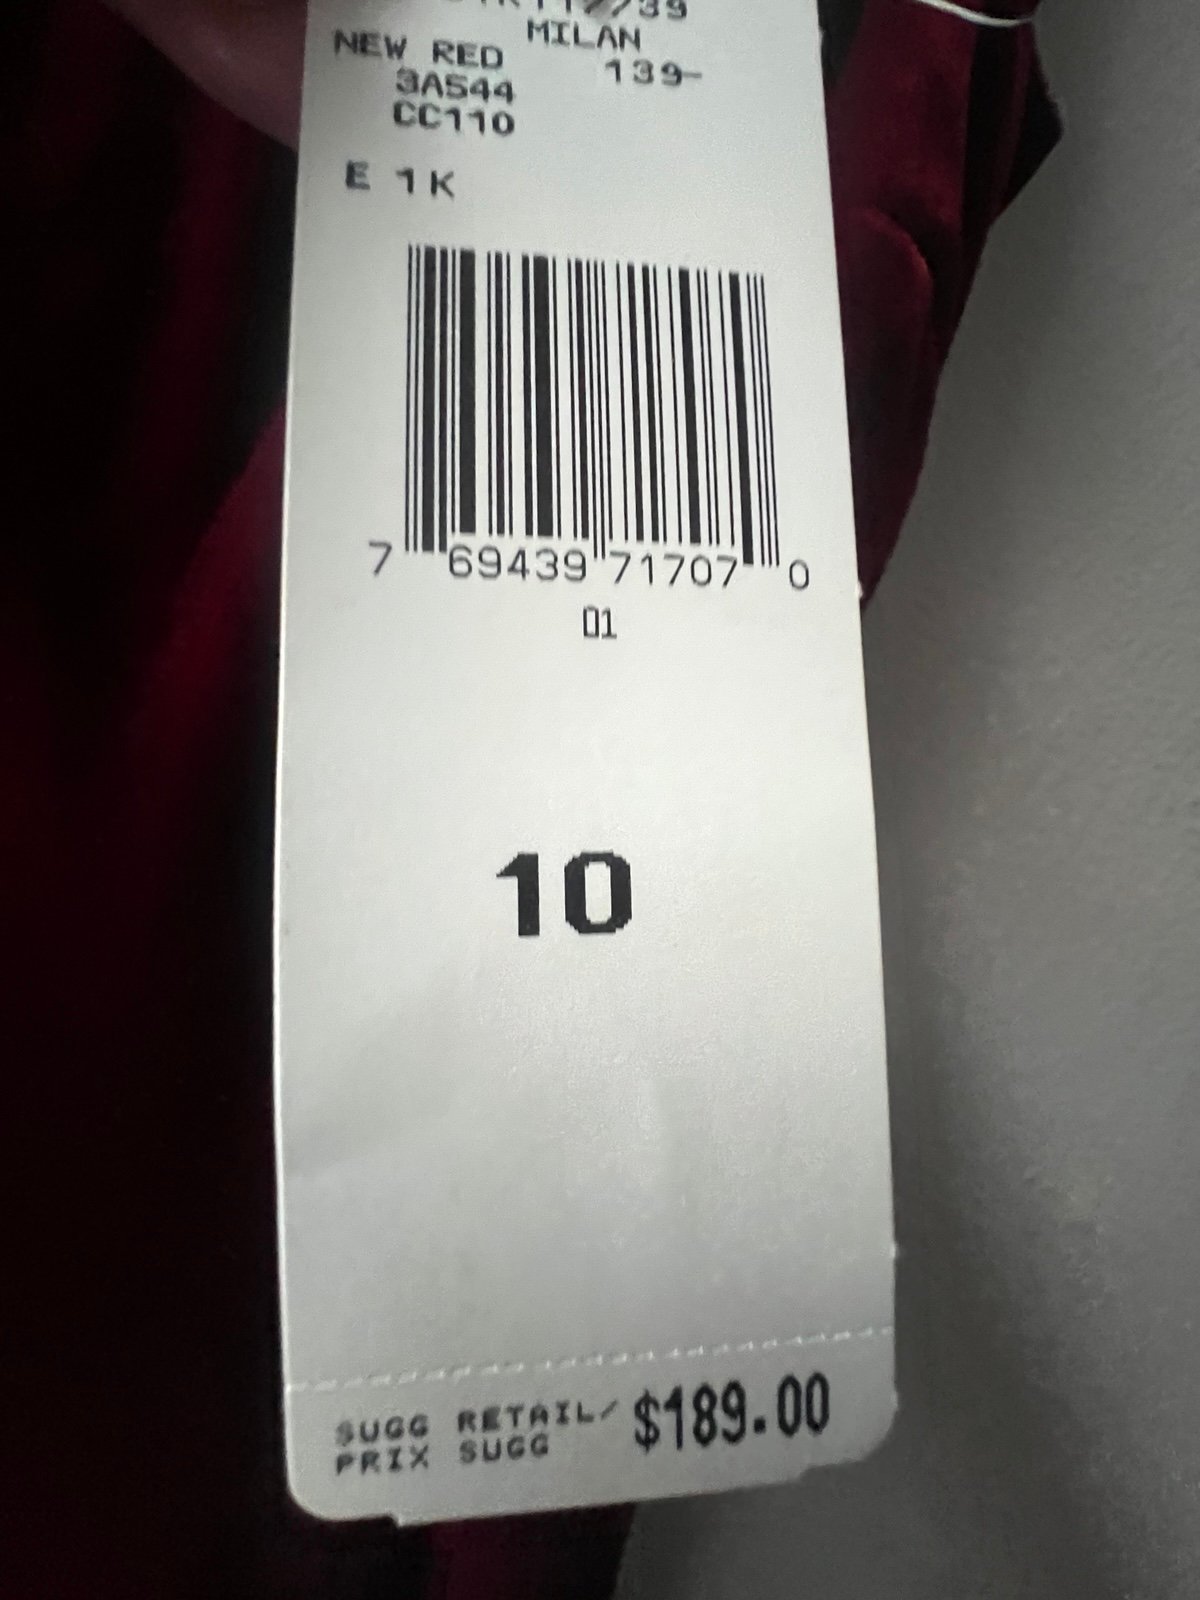 MILAN
NEW RED 139-
3A544
CC110
E 1K
7 69439 71707 0
01
10
SUGG RETAIL/ $189.00
PRIX SUGG